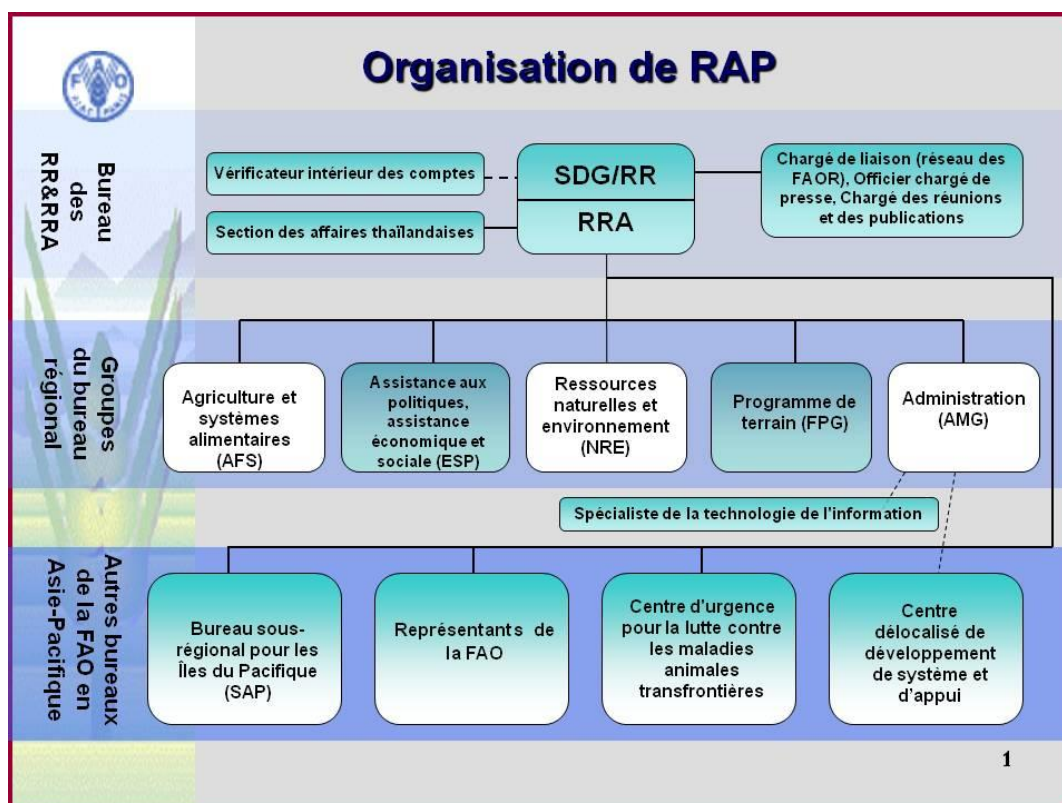 Organisation de RAP
FAO
FIAT PANIS
Bureau
des
RR&RRA
Vérificateur intérieur des comptes
Section des affaires thaïlandaises
SDG/RR
RRA
Chargé de liaison (réseau des
FAOR), Officier chargé de
presse, Chargé des réunions
et des publications
Groupes
du bureau
régional
Agriculture et
systèmes
alimentaires
(AFS)
Assistance aux
politiques,
assistance
économique et
sociale (ESP)
Ressources
naturelles et
environnement
(NRE)
Programme de
terrain (FPG)
Administration
(AMG)
Spécialiste de la technologie de l'information
Autres bureaux
de la FAO en
Asie-Pacifique
Bureau sous-
régional pour les
Îles du Pacifique
(SAP)
Représentants de
la FAO
Centre d'urgence
pour la lutte contre
les maladies
animales
transfrontières
Centre
délocalisé de
développement
de système et
d'appui
1